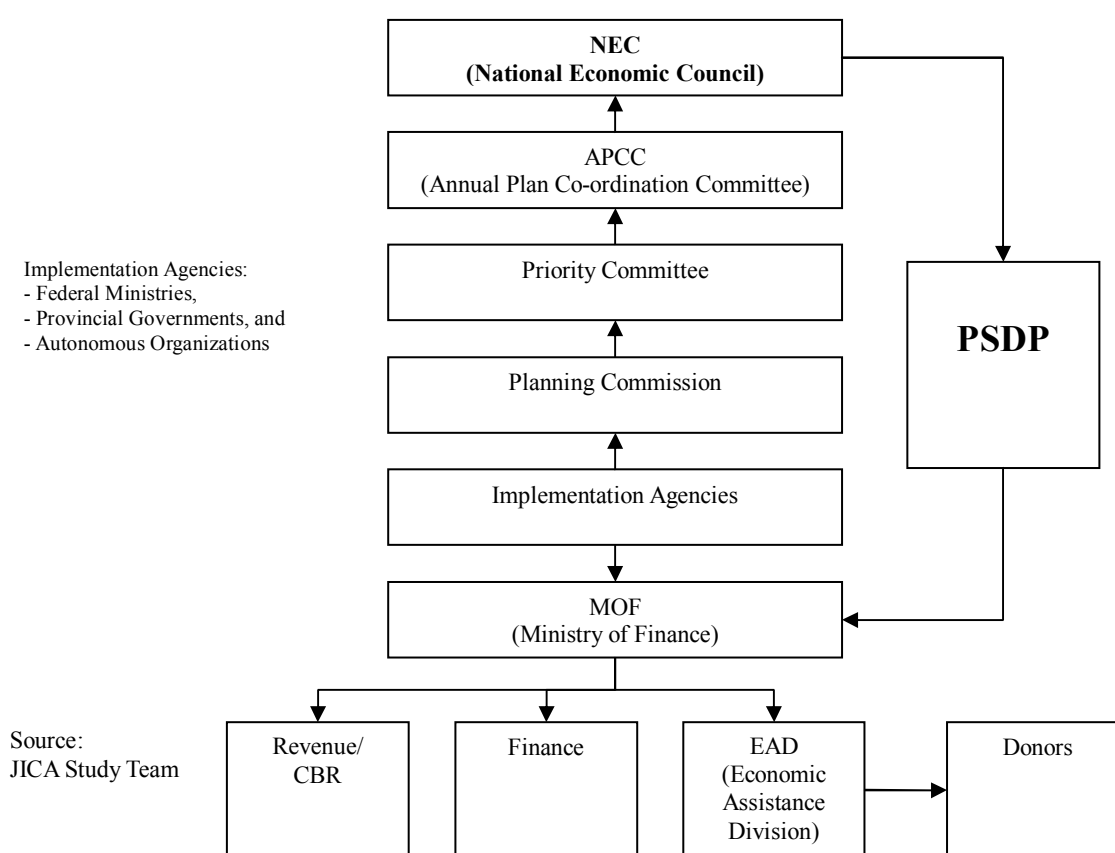 NEC
(National Economic Council)
APCC
(Annual Plan Co-ordination Committee)
Implementation Agencies:
- Federal Ministries,
- Provincial Governments, and
- Autonomous Organizations
Priority Committee
PSDP
Planning Commission
Implementation Agencies
MOF
(Ministry of Finance)
Source:
JICA Study Team
Revenue/
CBR
Finance
EAD
(Economic
Assistance
Division)
Donors